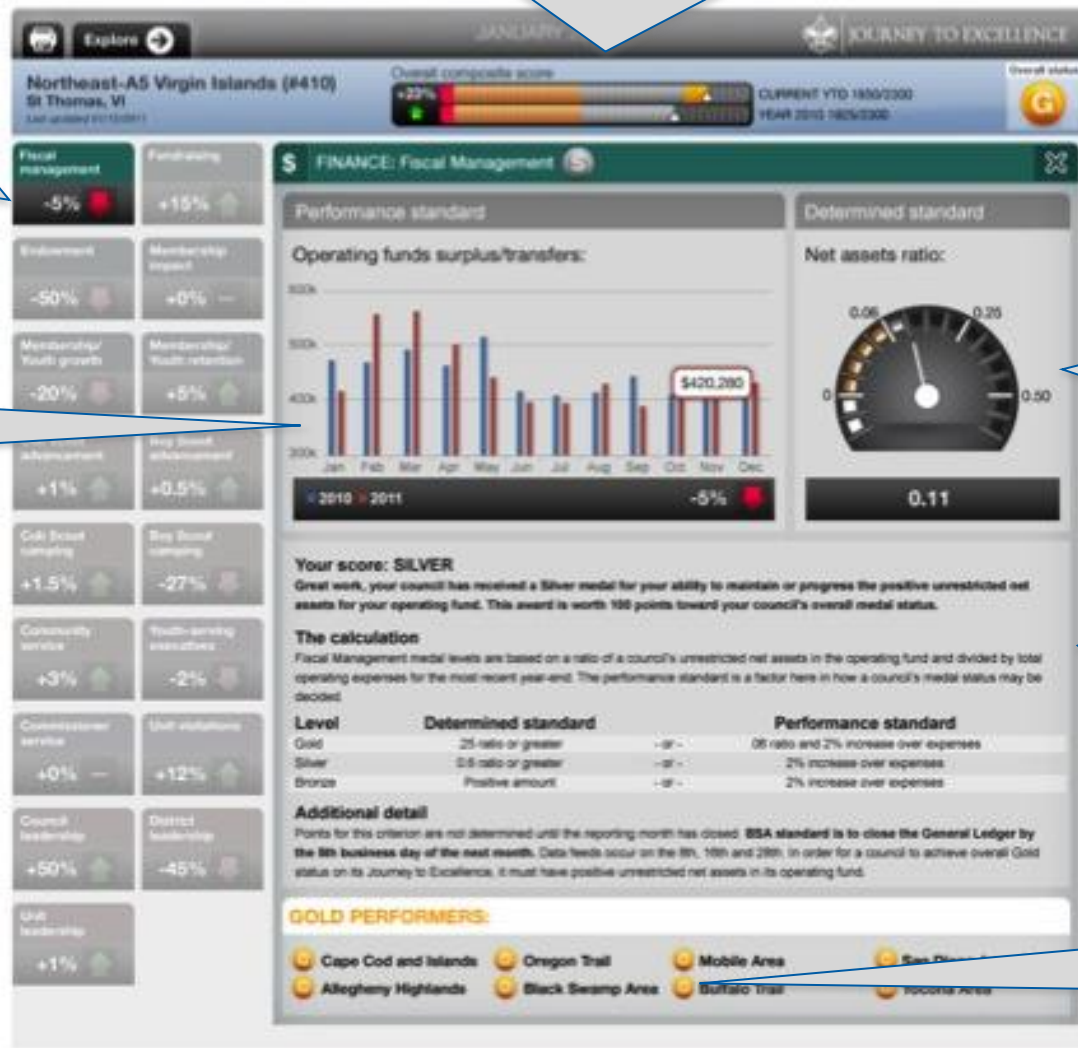 Explore
JANUARY
JOURNEY TO EXCELLENCE
Northeast-A5 Virgin Islands (#410)
St Thomas, VI
Last updated 01/12/2011
Overall composite score
+22%
CURRENT YTD 1850/2300
YEAR 2010 1825/2300
Overall status
G
Fiscal management
-5%
Fundraising
+15%
Endowment
-50%
Membership impact
+0%
Membership/Youth growth
-20%
Membership/Youth retention
+5%
advancement
+1%
Boy Scout advancement
+0.5%
Cub Scout camping
+1.5%
Boy Scout camping
-27%
Community service
+3%
Youth-serving executives
-2%
Commissioner service
+0%
Unit visitations
+12%
Council leadership
+50%
District leadership
-45%
Unit leadership
+1%
$ FINANCE: Fiscal Management S
Performance standard
Operating funds surplus/transfers:
600k
500k
400k
300k
$420,280
Jan Feb Mar Apr May Jun Jul Aug Sep Oct Nov Dec
2010 2011 -5%
Determined standard
Net assets ratio:
0 0.06 0.25 0.50
0.11
Your score: SILVER
Great work, your council has received a Silver medal for your ability to maintain or progress the positive unrestricted net
assets for your operating fund. This award is worth 100 points toward your council's overall medal status.
The calculation
Fiscal Management medal levels are based on a ratio of a council's unrestricted net assets in the operating fund and divided by total
operating expenses for the most recent year-end. The performance standard is a factor here in how a council's medal status may be
decided.
Level Determined standard Performance standard
Gold .25 ratio or greater - or - .06 ratio and 2% increase over expenses
Silver 0.6 ratio or greater - or - 2% increase over expenses
Bronze Positive amount - or - 2% increase over expenses
Additional detail
Points for this criterion are not determined until the reporting month has closed. BSA standard is to close the General Ledger by
the 8th business day of the next month. Data feeds occur on the 8th, 16th and 28th. In order for a council to achieve overall Gold
status on its Journey to Excellence, it must have positive unrestricted net assets in its operating fund.
GOLD PERFORMERS:
Cape Cod and Islands Oregon Trail Mobile Area San Diego
Allegheny Highlands Black Swamp Area Buffalo Trail Yocona Area